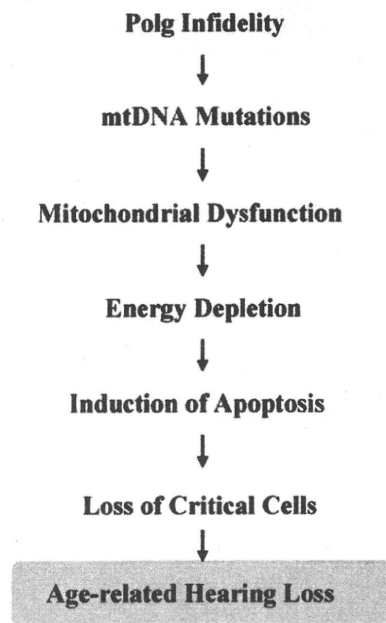 Polg Infidelity
mtDNA Mutations
Mitochondrial Dysfunction
Energy Depletion
Induction of Apoptosis
Loss of Critical Cells
Age-related Hearing Loss